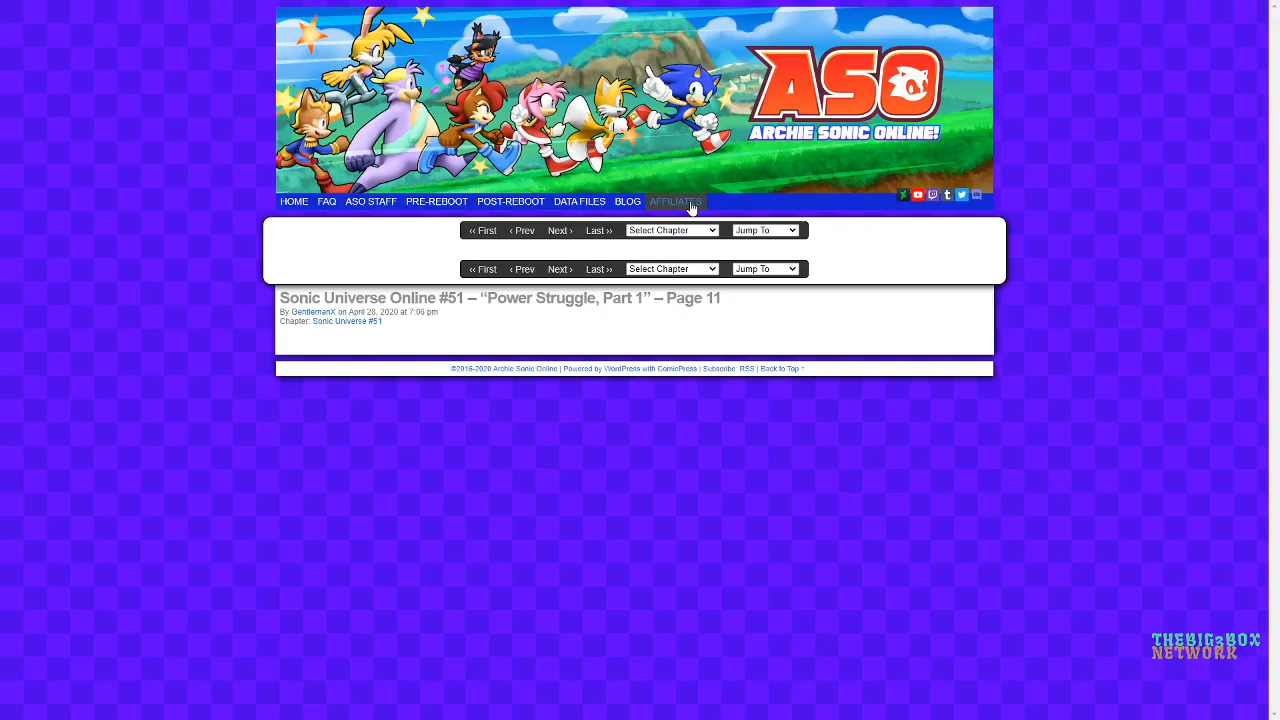 ASO
ARCHIE SONIC ONLINE!
HOME FAQ ASO STAFF PRE-REBOOT POST-REBOOT DATA FILES BLOG AFFILIATES
‹‹ First ‹ Prev Next › Last ›› Select Chapter Jump To
‹‹ First ‹ Prev Next › Last ›› Select Chapter Jump To
Sonic Universe Online #51 – “Power Struggle, Part 1” – Page 11
By GentlemanX on April 28, 2020 at 7:06 pm
Chapter: Sonic Universe #51
©2016-2020 Archie Sonic Online | Powered by WordPress with ComicPress | Subscribe: RSS | Back to Top ↑
THEBIG3BOX
NETWORK